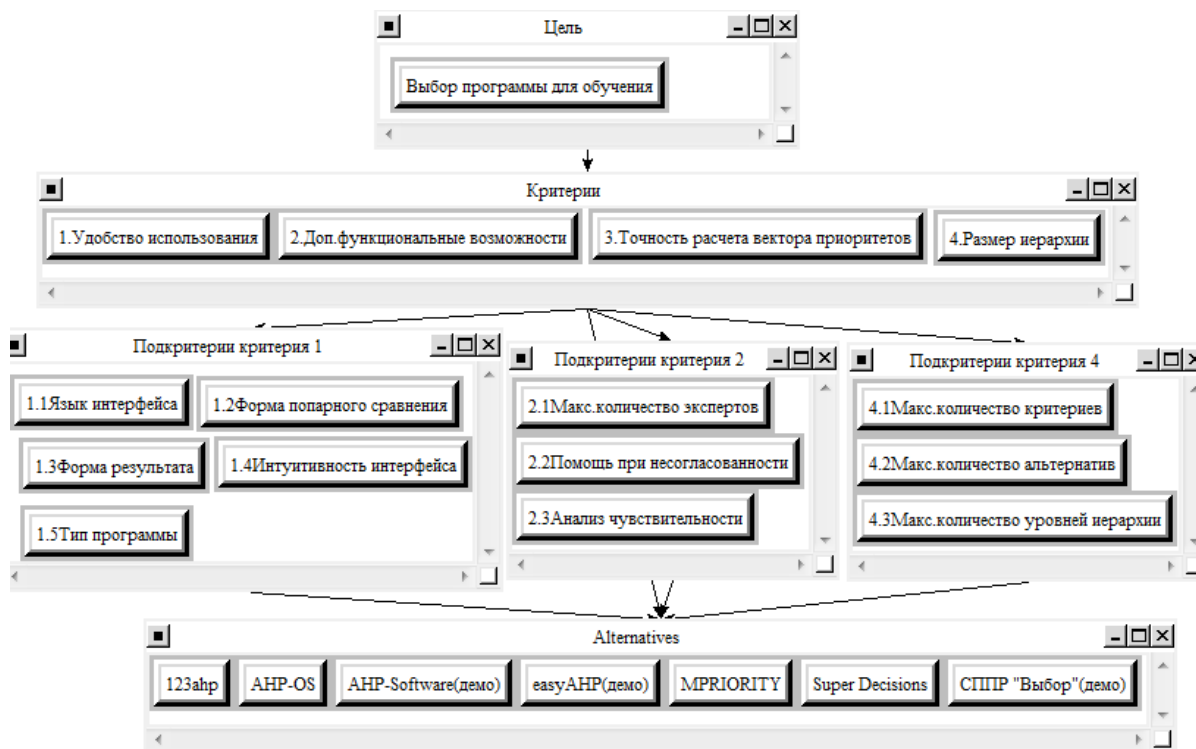 Цель
Выбор программы для обучения
Критерии
1.Удобство использования
2.Доп.функциональные возможности
3.Точность расчета вектора приоритетов
4.Размер иерархии
Подкритерии критерия 1
1.1Язык интерфейса
1.2Форма попарного сравнения
1.3Форма результата
1.4Интуитивность интерфейса
1.5Тип программы
Подкритерии критерия 2
2.1Макс.количество экспертов
2.2Помощь при несогласованности
2.3Анализ чувствительности
Подкритерии критерия 4
4.1Макс.количество критериев
4.2Макс.количество альтернатив
4.3Макс.количество уровней иерархии
Alternatives
123ahp
AHP-OS
AHP-Software(демо)
easyAHP(демо)
MPRIORITY
Super Decisions
СППР "Выбор"(демо)